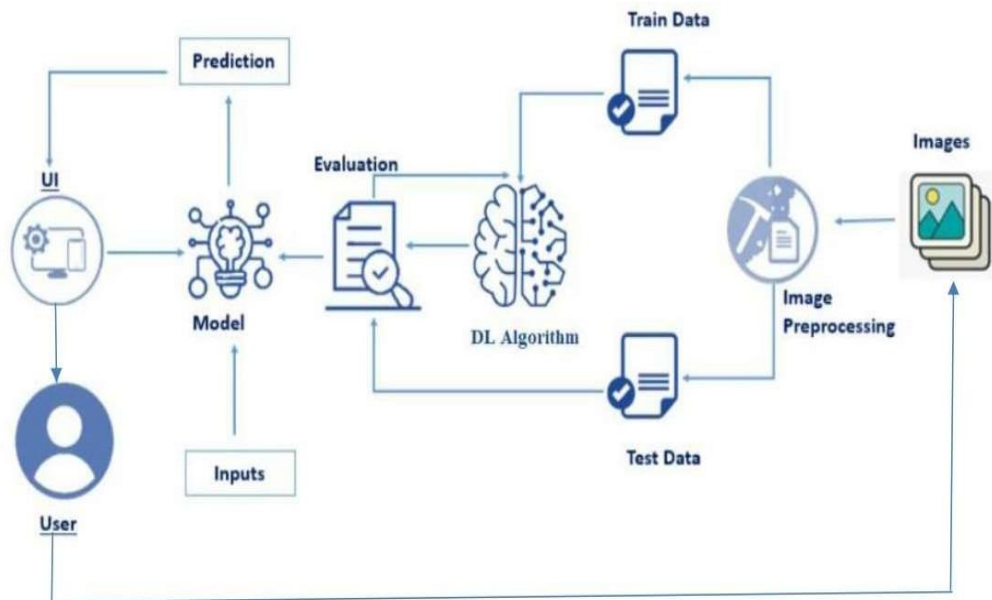 Train Data
Prediction
Images
Evaluation
UI
Image
Preprocessing
Model
DL Algorithm
Test Data
Inputs
User